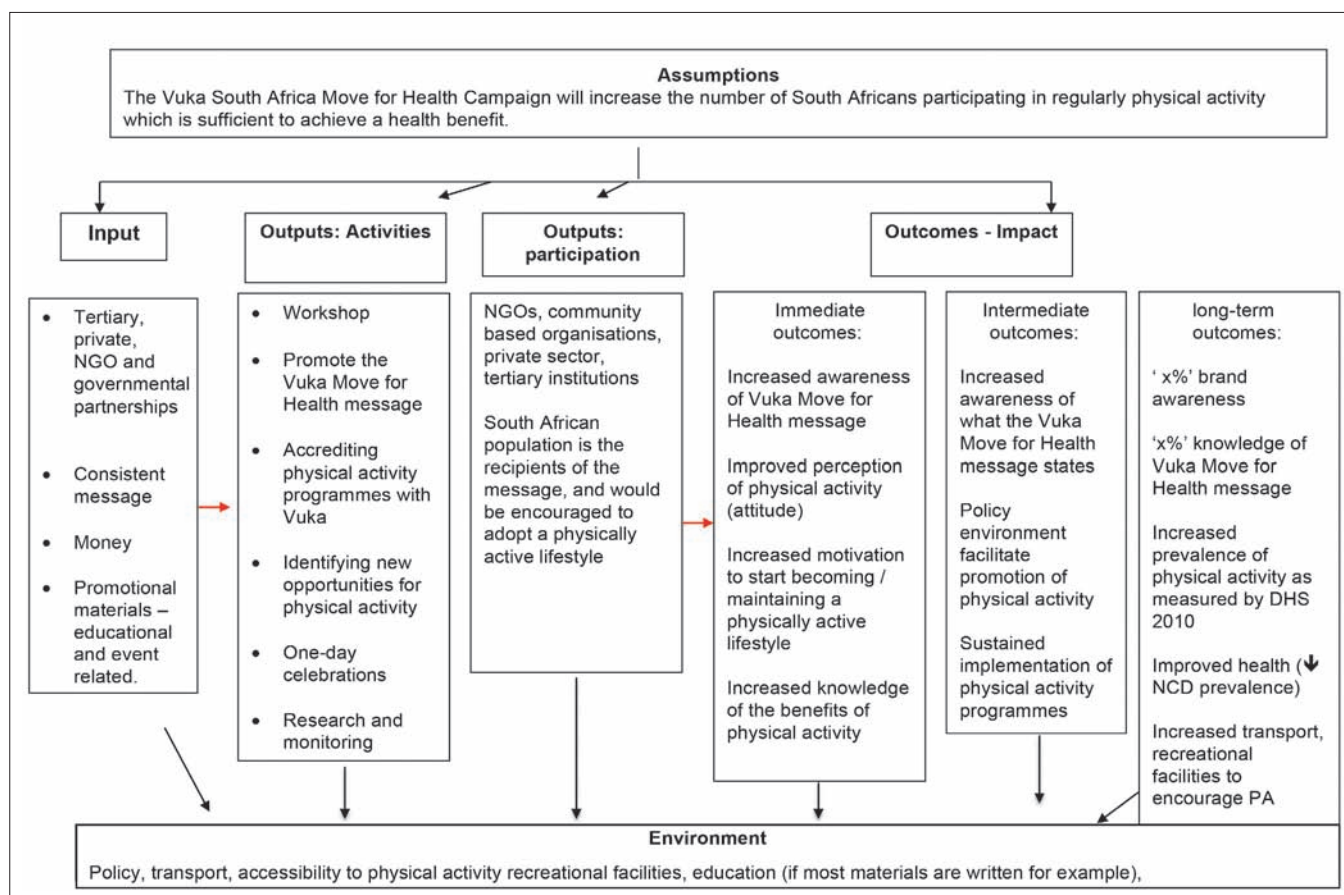 Assumptions
The Vuka South Africa Move for Health Campaign will increase the number of South Africans participating in regularly physical activity
which is sufficient to achieve a health benefit.
Input
Outputs: Activities
Outputs:
participation
Outcomes - Impact
• Tertiary,
private,
NGO and
governmental
partnerships
• Consistent
message
• Money
• Promotional
materials –
educational
and event
related.
• Workshop
• Promote the
Vuka Move for
Health message
• Accrediting
physical activity
programmes with
Vuka
• Identifying new
opportunities for
physical activity
• One-day
celebrations
• Research and
monitoring
NGOs, community
based organisations,
private sector,
tertiary institutions
South African
population is the
recipients of the
message, and would
be encouraged to
adopt a physically
active lifestyle
Immediate
outcomes:
Increased awareness
of Vuka Move for
Health message
Improved perception
of physical activity
(attitude)
Increased motivation
to start becoming /
maintaining a
physically active
lifestyle
Increased knowledge
of the benefits of
physical activity
Intermediate
outcomes:
Increased
awareness of
what the Vuka
Move for Health
message states
Policy
environment
facilitate
promotion of
physical activity
Sustained
implementation of
physical activity
programmes
long-term
outcomes:
‘ x%’ brand
awareness
‘x%’ knowledge of
Vuka Move for
Health message
Increased
prevalence of
physical activity as
measured by DHS
2010
Improved health (🡻
NCD prevalence)
Increased transport,
recreational
facilities to
encourage PA
Environment
Policy, transport, accessibility to physical activity recreational facilities, education (if most materials are written for example),